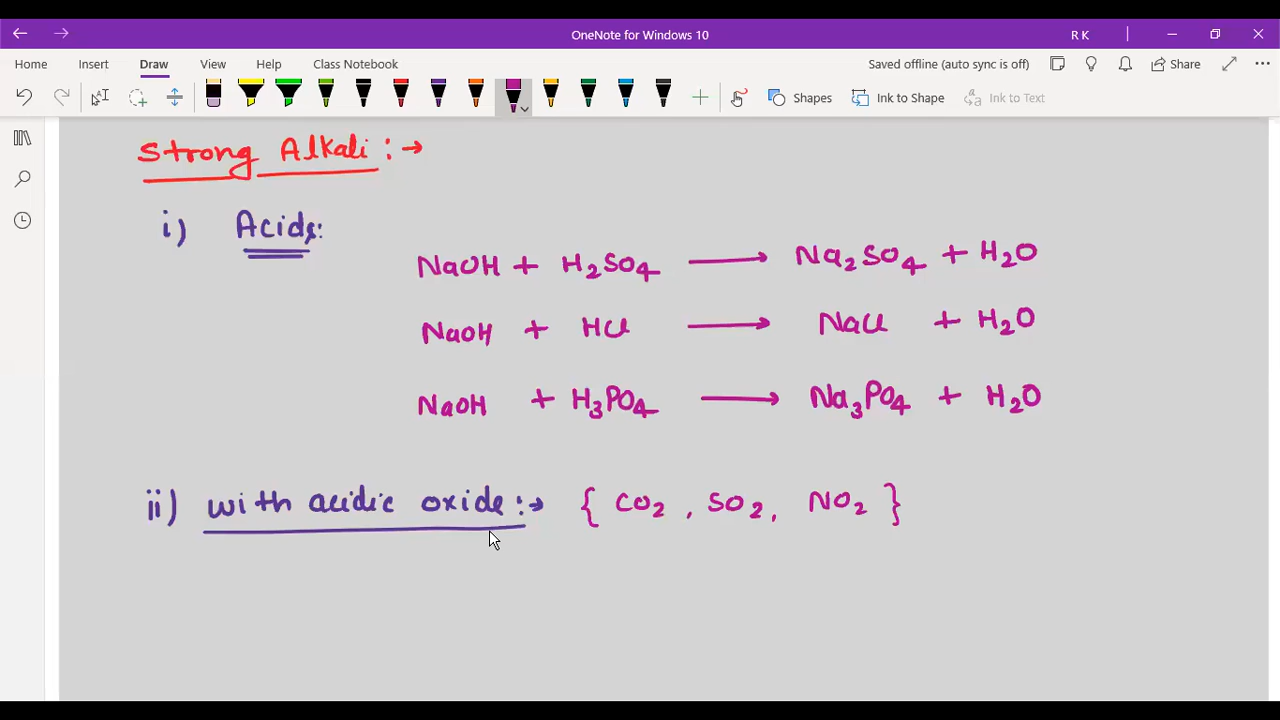 OneNote for Windows 10
R K
Home Insert Draw View Help Class Notebook
Saved offline (auto sync is off) Share
Shapes Ink to Shape Ink to Text
Strong Alkali :→
i) Acids:
NaOH + H₂SO₄ → Na₂SO₄ + H₂O
NaOH + HCl → NaCl + H₂O
NaOH + H₃PO₄ → Na₃PO₄ + H₂O
ii) with acidic oxide :→ { CO₂ , SO₂ , NO₂ }